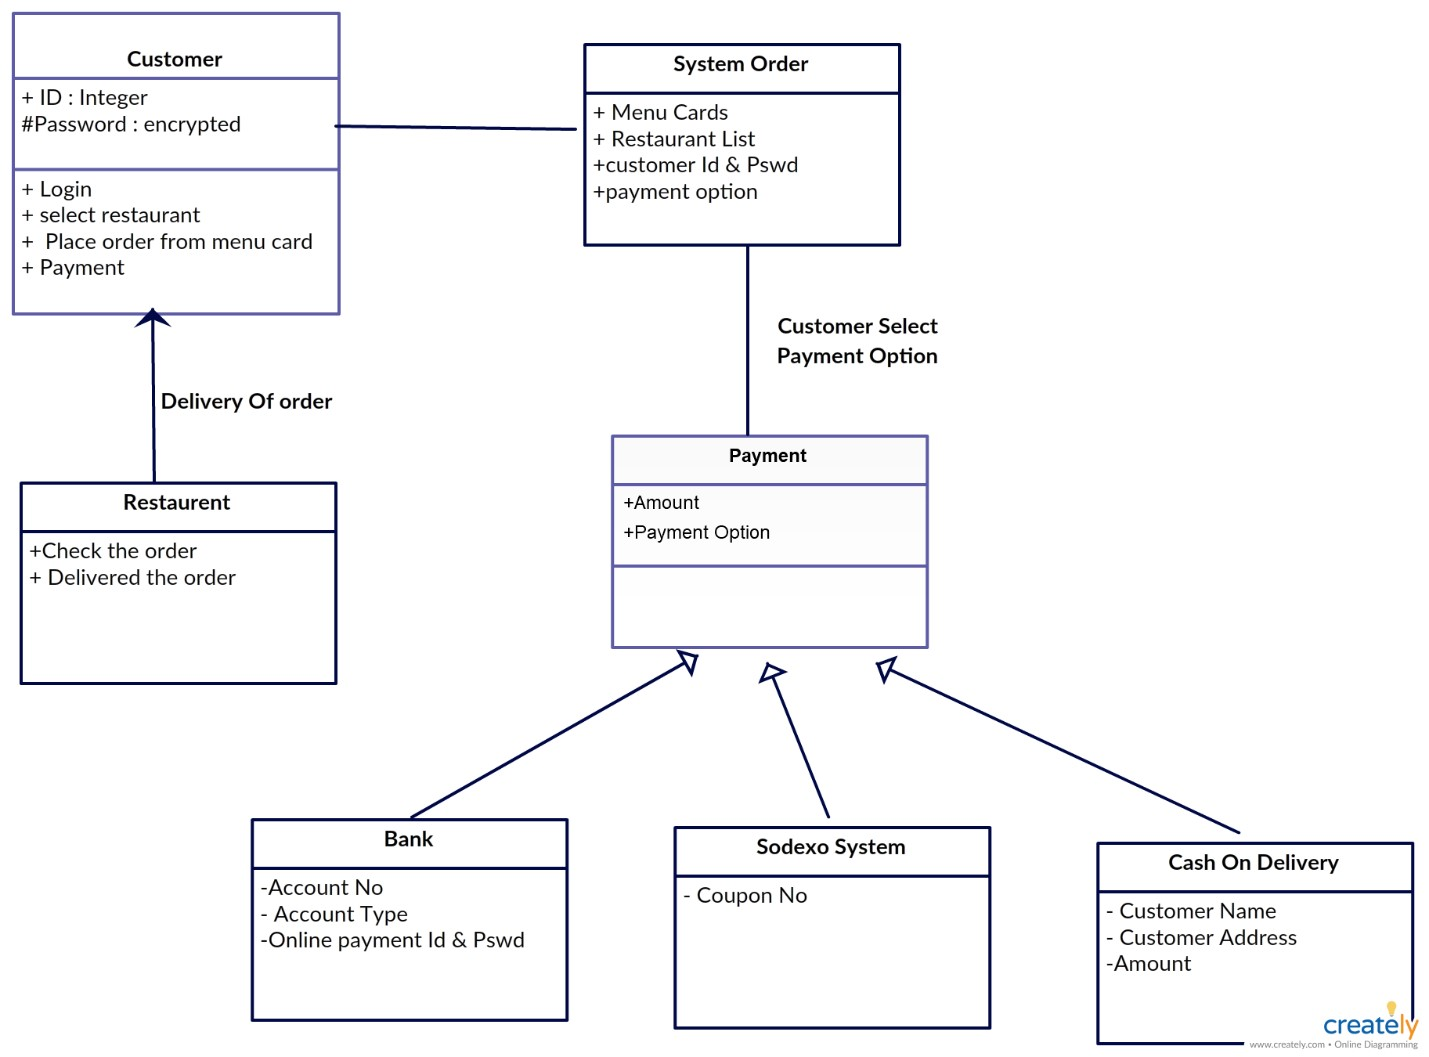 Customer
+ ID : Integer
#Password : encrypted
+ Login
+ select restaurant
+  Place order from menu card
+ Payment
System Order
+ Menu Cards
+ Restaurant List
+customer Id & Pswd
+payment option
Customer Select
Payment Option
Delivery Of order
Restaurent
+Check the order
+ Delivered the order
Payment
+Amount
+Payment Option
Bank
-Account No
- Account Type
-Online payment Id & Pswd
Sodexo System
- Coupon No
Cash On Delivery
- Customer Name
- Customer Address
-Amount
creately
www.creately.com • Online Diagramming